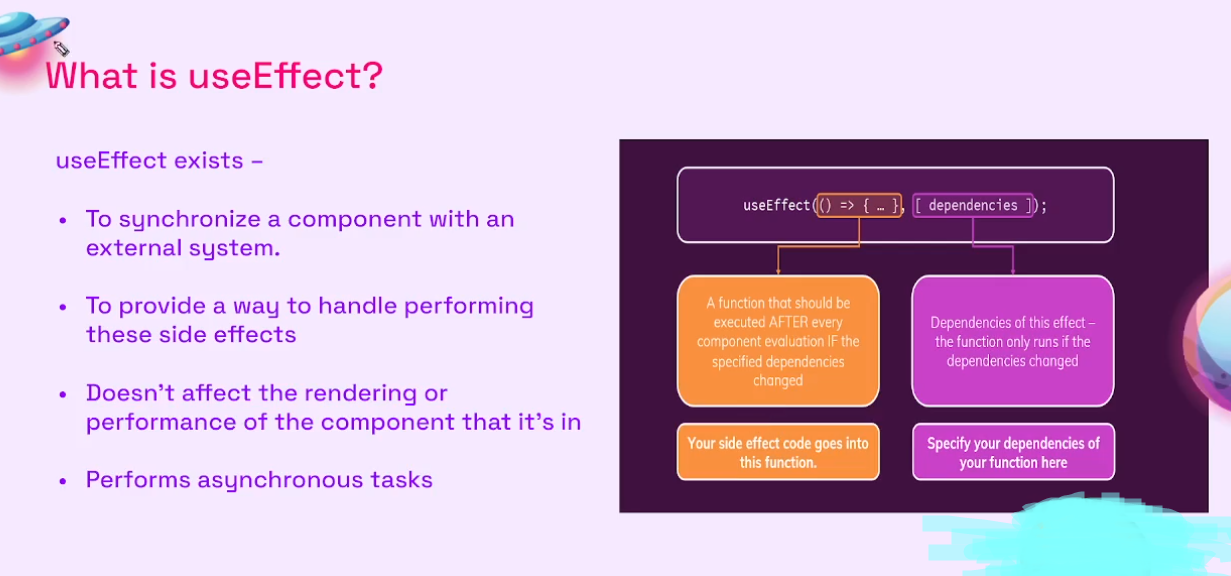 What is useEffect?
useEffect exists –
• To synchronize a component with an
external system.
• To provide a way to handle performing
these side effects
• Doesn't affect the rendering or
performance of the component that it's in
• Performs asynchronous tasks
useEffect(() => { … }, [ dependencies ]);
A function that should be
executed AFTER every
component evaluation IF the
specified dependencies
changed
Dependencies of this effect –
the function only runs if the
dependencies changed
Your side effect code goes into
this function.
Specify your dependencies of
your function here